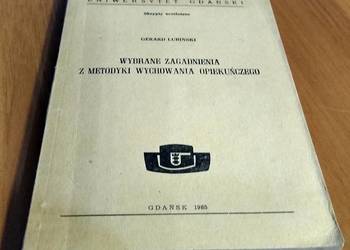 UNIWERSYTET GDAŃSKI
Skrypty uczelniane
GERARD LUBIŃSKI
WYBRANE ZAGADNIENIA
Z METODYKI WYCHOWANIA OPIEKUŃCZEGO
GDAŃSK 1985